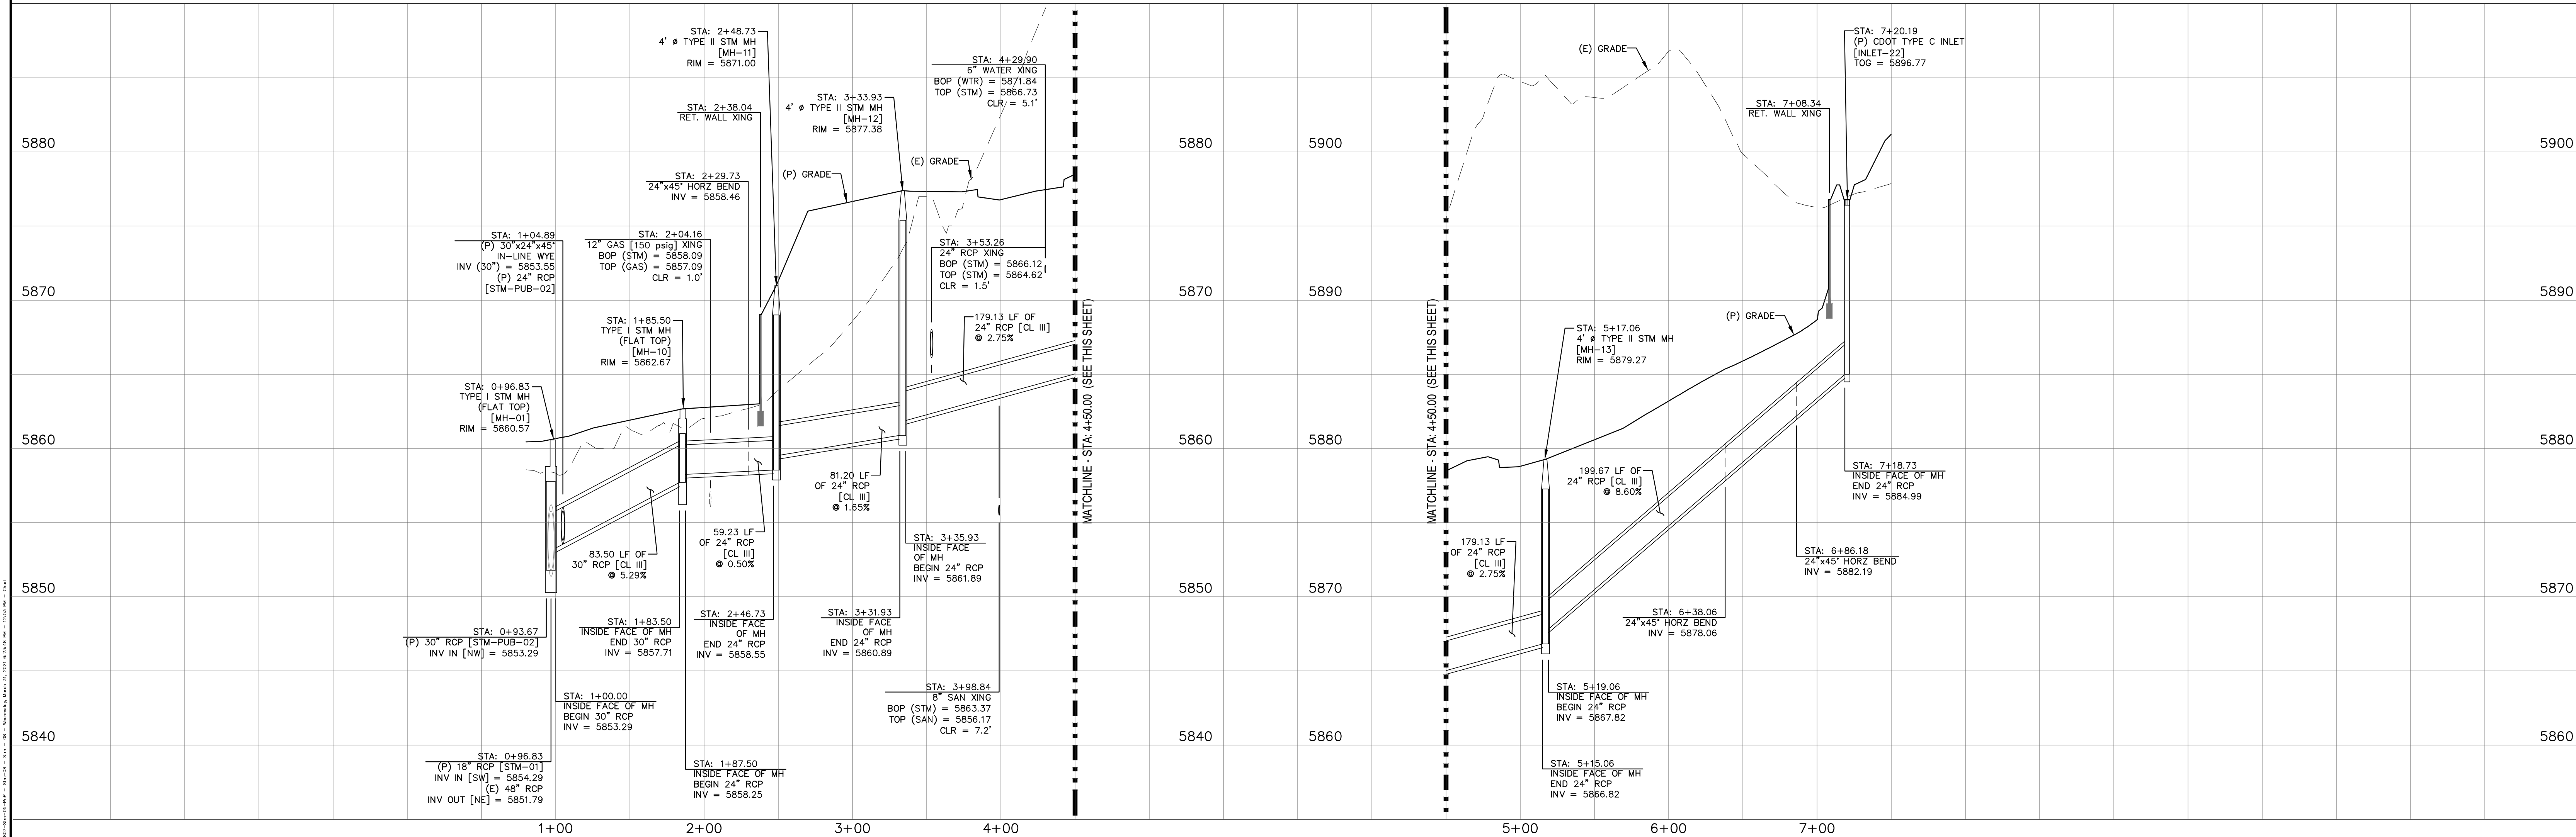 STA: 2+48.73
4' ø TYPE II STM MH
[MH-11]
RIM = 5871.00
STA: 2+38.04
RET. WALL XING
STA: 3+33.93
4' ø TYPE II STM MH
[MH-12]
RIM = 5877.38
STA: 4+29.90
6" WATER XING
BOP (WTR) = 5871.84
TOP (STM) = 5866.73
CLR = 5.1'
(E) GRADE
(P) GRADE
STA: 2+29.73
24"x45° HORZ BEND
INV = 5858.46
STA: 1+04.89
(P) 30"x24"x45°
IN-LINE WYE
INV (30") = 5853.55
(P) 24" RCP
[STM-PUB-02]
STA: 2+04.16
12" GAS [150 psig] XING
BOP (STM) = 5858.09
TOP (GAS) = 5857.09
CLR = 1.0'
STA: 3+53.26
24" RCP XING
BOP (STM) = 5866.12
TOP (STM) = 5864.62
CLR = 1.5'
STA: 1+85.50
TYPE I STM MH
(FLAT TOP)
[MH-10]
RIM = 5862.67
179.13 LF OF
24" RCP [CL III]
@ 2.75%
STA: 0+96.83
TYPE I STM MH
(FLAT TOP)
[MH-01]
RIM = 5860.57
83.50 LF OF
30" RCP [CL III]
@ 5.29%
59.23 LF
OF 24" RCP
[CL III]
@ 0.50%
81.20 LF
OF 24" RCP
[CL III]
@ 1.65%
STA: 3+35.93
INSIDE FACE
OF MH
BEGIN 24" RCP
INV = 5861.89
STA: 0+93.67
(P) 30" RCP [STM-PUB-02]
INV IN [NW] = 5853.29
STA: 1+83.50
INSIDE FACE OF MH
END 30" RCP
INV = 5857.71
STA: 2+46.73
INSIDE FACE
OF MH
END 24" RCP
INV = 5858.55
STA: 3+31.93
INSIDE FACE
OF MH
END 24" RCP
INV = 5860.89
STA: 1+00.00
INSIDE FACE OF MH
BEGIN 30" RCP
INV = 5853.29
STA: 3+98.84
8" SAN XING
BOP (STM) = 5863.37
TOP (SAN) = 5856.17
CLR = 7.2'
STA: 0+96.83
(P) 18" RCP [STM-01]
INV IN [SW] = 5854.29
(E) 48" RCP
INV OUT [NE] = 5851.79
STA: 1+87.50
INSIDE FACE OF MH
BEGIN 24" RCP
INV = 5858.25
5880
5870
5860
5850
5840
MATCHLINE - STA: 4+50.00 (SEE THIS SHEET)
5880
5870
5860
5850
5840
1+00
2+00
3+00
4+00
5900
5890
5880
5870
5860
MATCHLINE - STA: 4+50.00 (SEE THIS SHEET)
(E) GRADE
STA: 7+20.19
(P) CDOT TYPE C INLET
[INLET-22]
TOG = 5896.77
STA: 7+08.34
RET. WALL XING
(P) GRADE
STA: 5+17.06
4' ø TYPE II STM MH
[MH-13]
RIM = 5879.27
199.67 LF OF
24" RCP [CL III]
@ 8.60%
STA: 7+18.73
INSIDE FACE OF MH
END 24" RCP
INV = 5884.99
179.13 LF
OF 24" RCP
[CL III]
@ 2.75%
STA: 6+86.18
24"x45° HORZ BEND
INV = 5882.19
STA: 6+38.06
24"x45° HORZ BEND
INV = 5878.06
STA: 5+19.06
INSIDE FACE OF MH
BEGIN 24" RCP
INV = 5867.82
STA: 5+15.06
INSIDE FACE OF MH
END 24" RCP
INV = 5866.82
5900
5890
5880
5870
5860
5+00
6+00
7+00